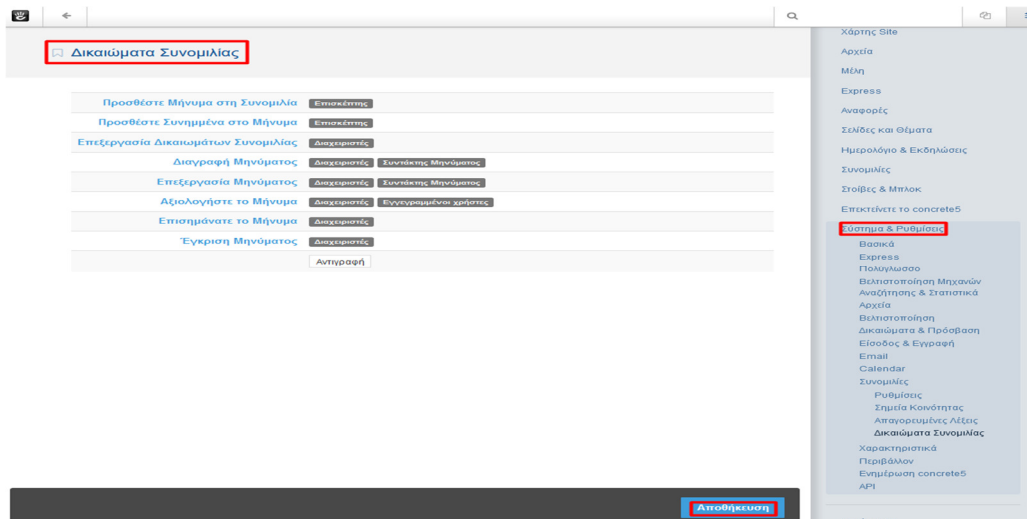 Δικαιώματα Συνομιλίας
Προσθέστε Μήνυμα στη Συνομιλία Επισκέπτης
Προσθέστε Συνημμένα στο Μήνυμα Επισκέπτης
Επεξεργασία Δικαιωμάτων Συνομιλίας Διαχειριστές
Διαγραφή Μηνύματος Διαχειριστές Συντάκτης Μηνύματος
Επεξεργασία Μηνύματος Διαχειριστές Συντάκτης Μηνύματος
Αξιολογήστε το Μήνυμα Διαχειριστές Εγγεγραμμένοι χρήστες
Επισημάνατε το Μήνυμα Διαχειριστές
Έγκριση Μηνύματος Διαχειριστές
Αντιγραφή
Αποθήκευση
Χάρτης Site
Αρχεία
Μέλη
Express
Αναφορές
Σελίδες και Θέματα
Ημερολόγιο & Εκδηλώσεις
Συνομιλίες
Στοίβες & Μπλοκ
Επεκτείνετε το concrete5
Σύστημα & Ρυθμίσεις
Βασικά
Express
Πολύγλωσσο
Βελτιστοποίηση Μηχανών
Αναζήτησης & Στατιστικά
Αρχεία
Βελτιστοποίηση
Δικαιώματα & Πρόσβαση
Είσοδος & Εγγραφή
Email
Calendar
Συνομιλίες
Ρυθμίσεις
Σημεία Κοινότητας
Απαγορευμένες Λέξεις
Δικαιώματα Συνομιλίας
Χαρακτηριστικά
Περιβάλλον
Ενημέρωση concrete5
API